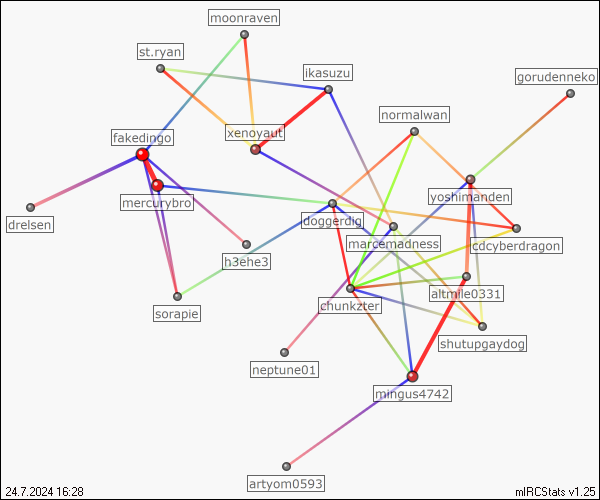 moonraven
st.ryan
ikasuzu
gorudenneko
normalwan
xenoyaut
fakedingo
yoshimanden
mercurybro
drelsen
doggerdig
marcemadness
cdcyberdragon
h3ehe3
altmile0331
chunkzter
sorapie
shutupgaydog
neptune01
mingus4742
artyom0593
24.7.2024 16:28
mIRCStats v1.25